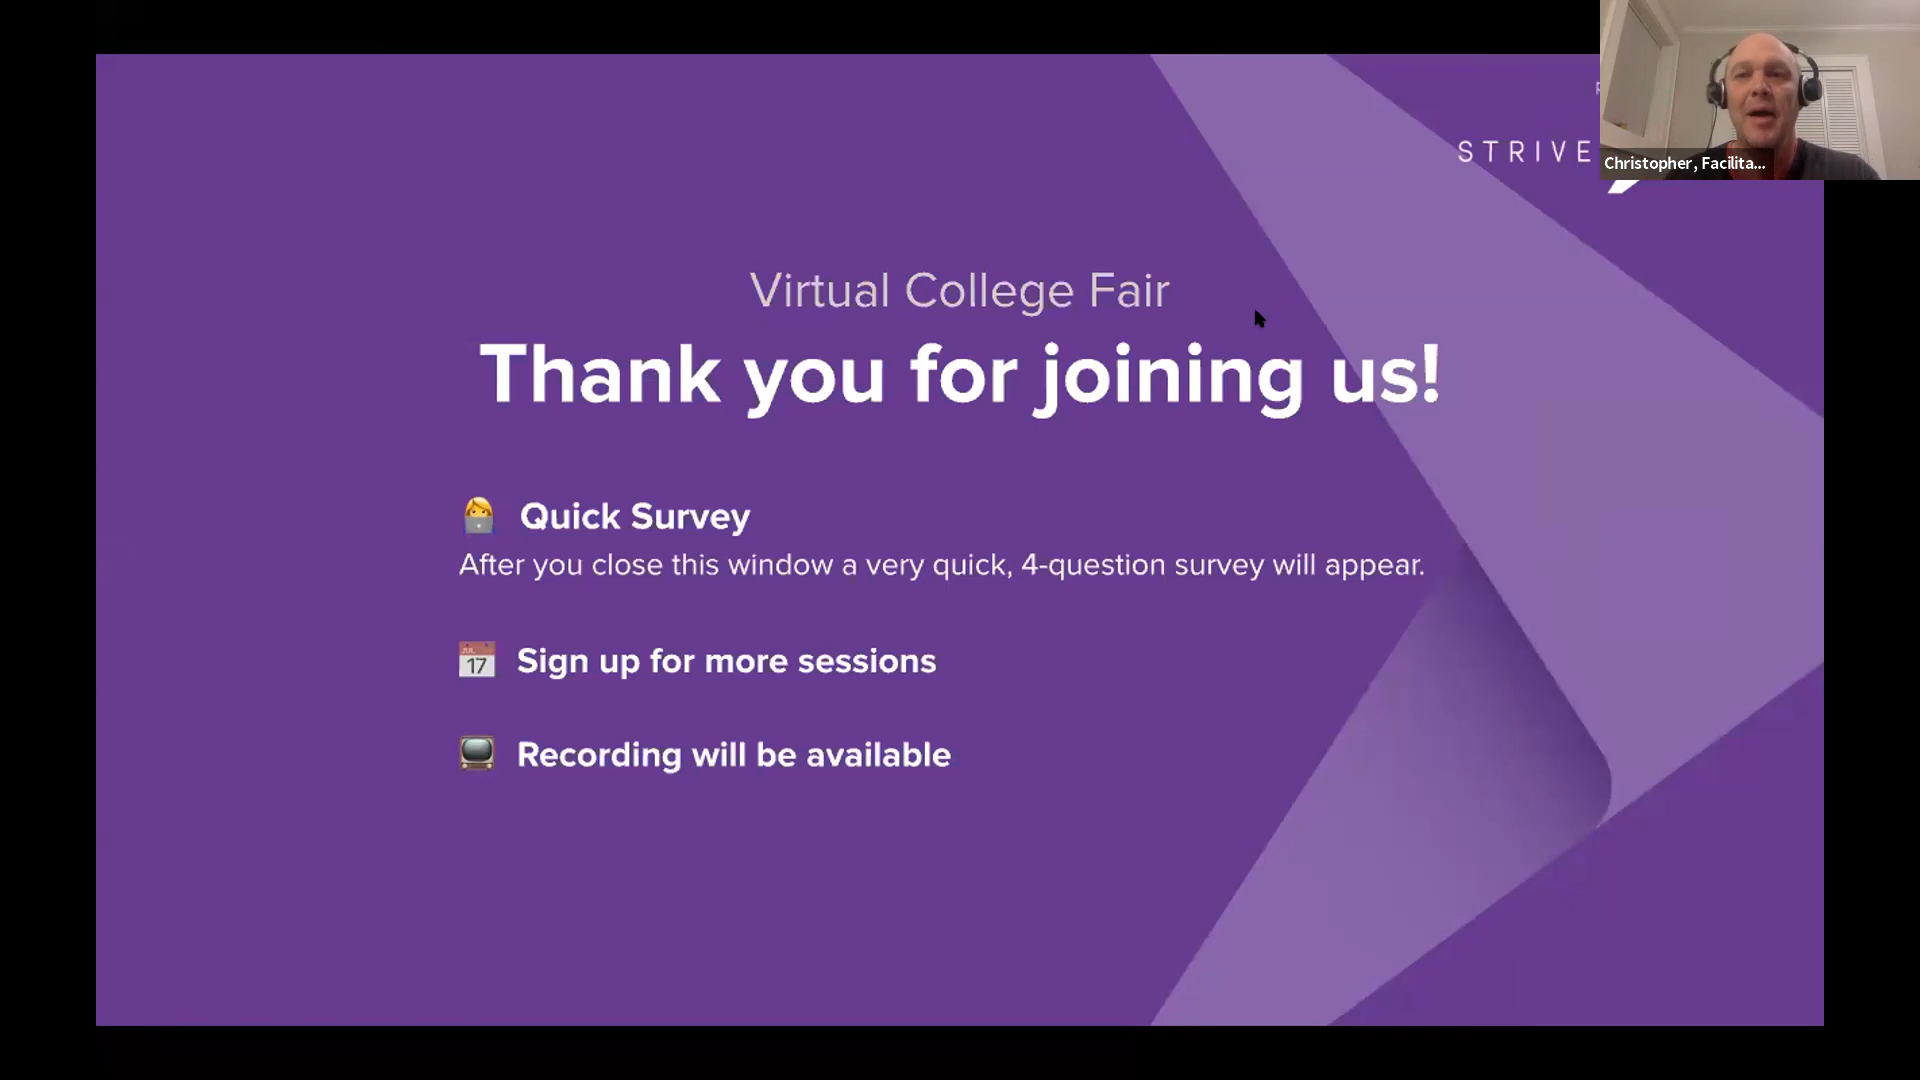 STRIVE
Christopher, Facilita...
Virtual College Fair
Thank you for joining us!
Quick Survey
After you close this window a very quick, 4-question survey will appear.
JUL
17
Sign up for more sessions
Recording will be available